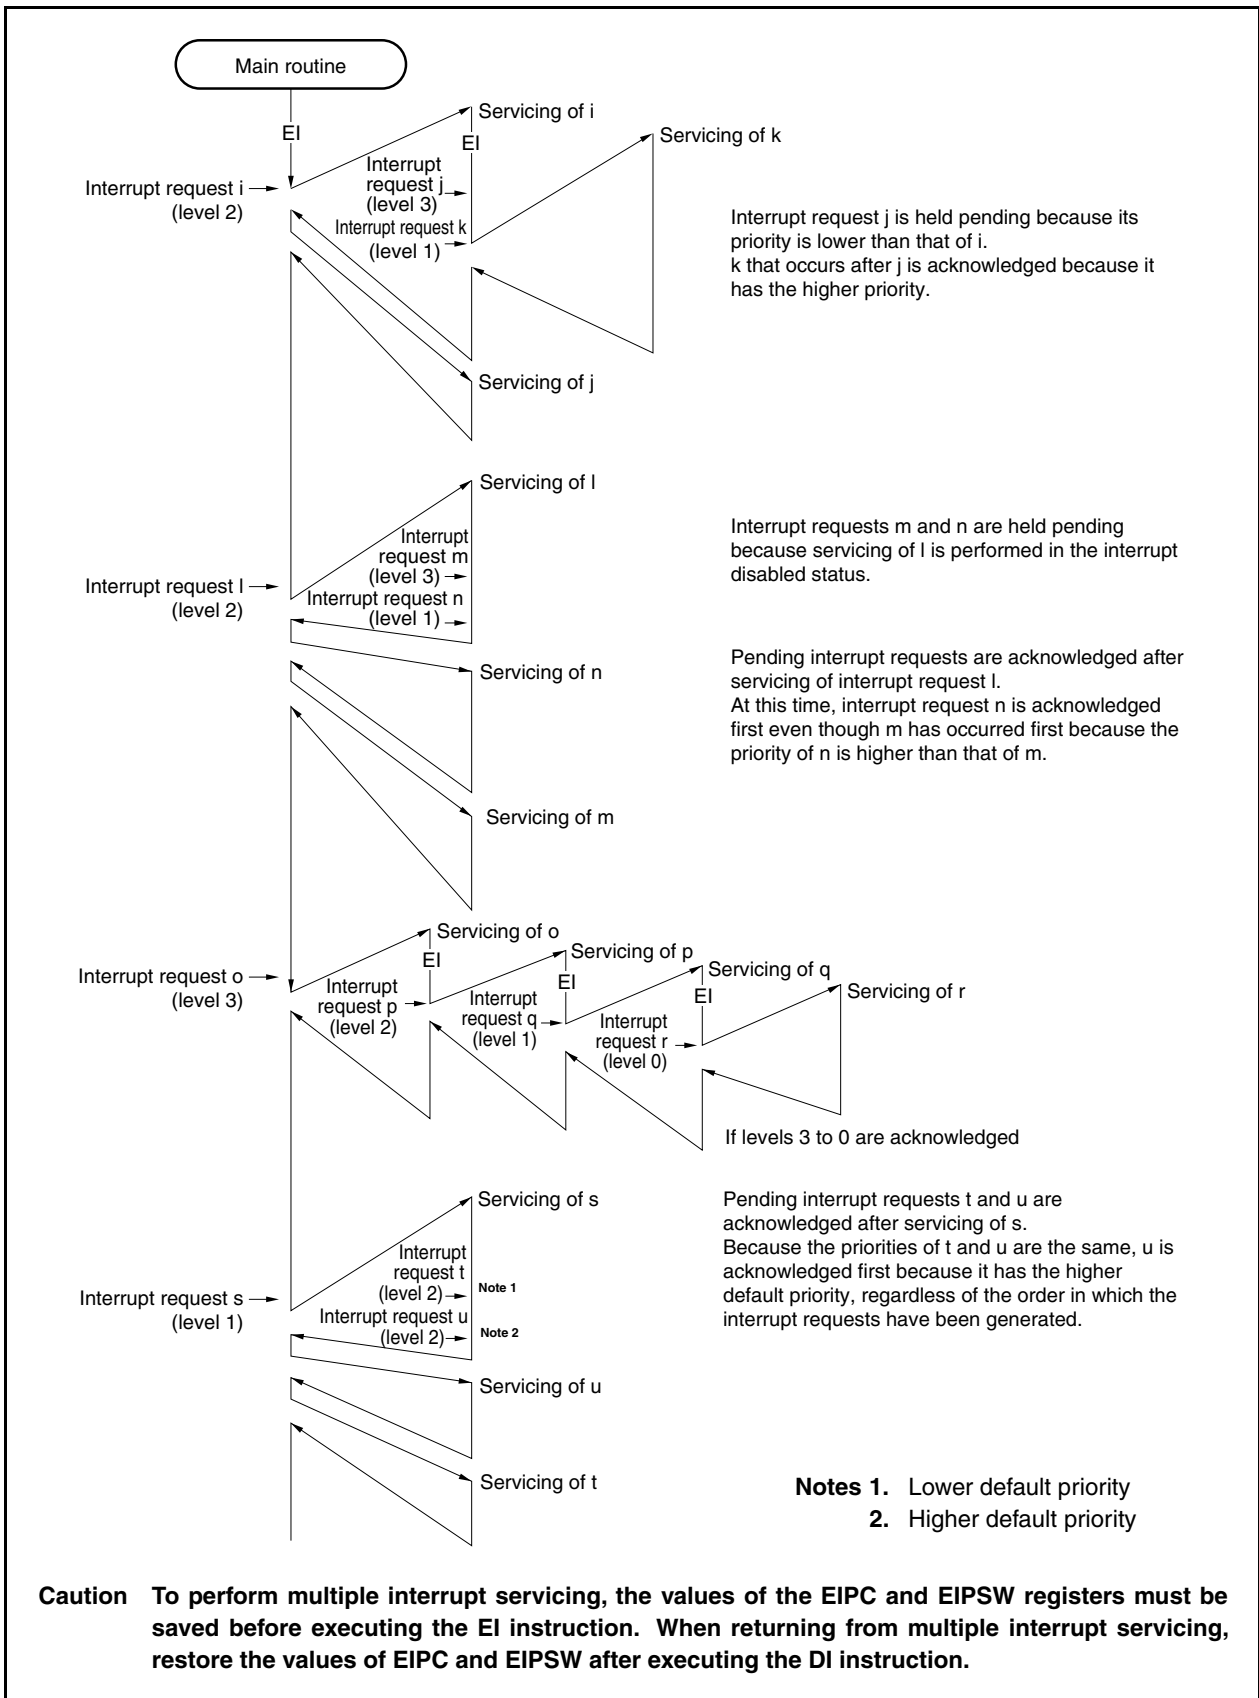 Main routine
EI
Servicing of i
EI
Servicing of k
Interrupt
request j
(level 3)
Interrupt request i
(level 2)
Interrupt request k
(level 1)
Interrupt request j is held pending because its
priority is lower than that of i.
k that occurs after j is acknowledged because it
has the higher priority.
Servicing of j
Servicing of l
Interrupt
request m
(level 3)
Interrupt request l
(level 2)
Interrupt request n
(level 1)
Interrupt requests m and n are held pending
because servicing of l is performed in the interrupt
disabled status.
Servicing of n
Pending interrupt requests are acknowledged after
servicing of interrupt request l.
At this time, interrupt request n is acknowledged
first even though m has occurred first because the
priority of n is higher than that of m.
Servicing of m
Servicing of o
EI
Servicing of p
EI
Servicing of q
EI
Servicing of r
Interrupt request o
(level 3)
Interrupt
request p
(level 2)
Interrupt
request q
(level 1)
Interrupt
request r
(level 0)
If levels 3 to 0 are acknowledged
Servicing of s
Interrupt
request t
(level 2)
Note 1
Interrupt request s
(level 1)
Interrupt request u
(level 2)
Note 2
Pending interrupt requests t and u are
acknowledged after servicing of s.
Because the priorities of t and u are the same, u is
acknowledged first because it has the higher
default priority, regardless of the order in which the
interrupt requests have been generated.
Servicing of u
Servicing of t
Notes 1. Lower default priority
2. Higher default priority
Caution To perform multiple interrupt servicing, the values of the EIPC and EIPSW registers must be
saved before executing the EI instruction. When returning from multiple interrupt servicing,
restore the values of EIPC and EIPSW after executing the DI instruction.